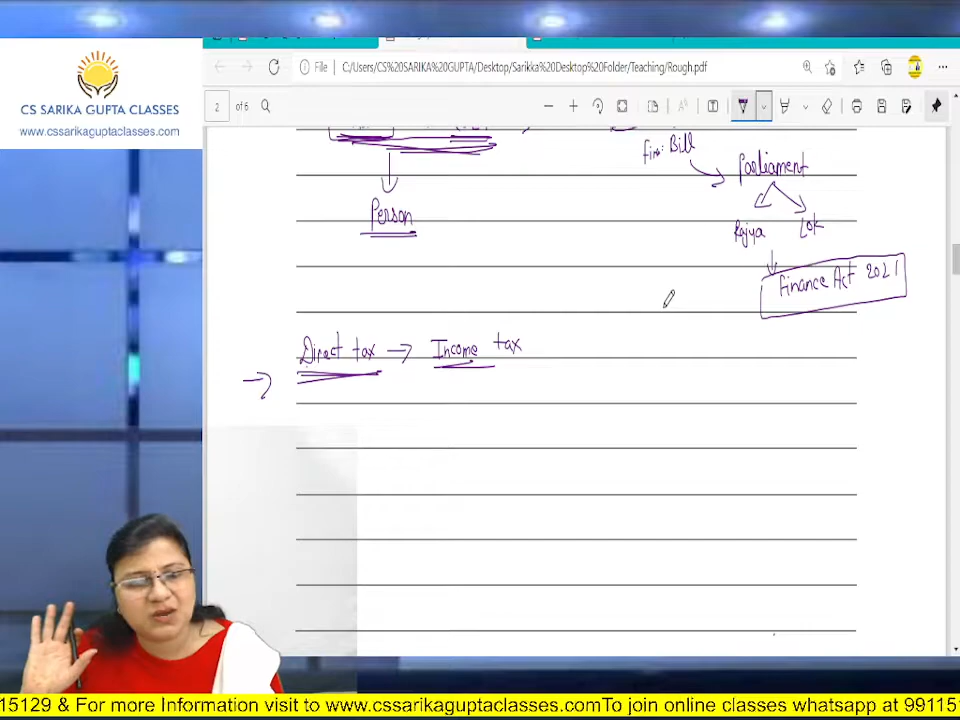 CS SARIKA GUPTA CLASSES
www.cssarikaguptaclasses.com
File C:/Users/CS%20SARIKA%20GUPTA/Desktop/Sarikka%20Desktop%20Folder/Teaching/Rough.pdf
2 of 6
Bill
Parliament
Person
Rajya Lok
Finance Act 2021
Direct tax → Income tax
15129 & For more Information visit to www.cssarikaguptaclasses.comTo join online classes whatsapp at 99115